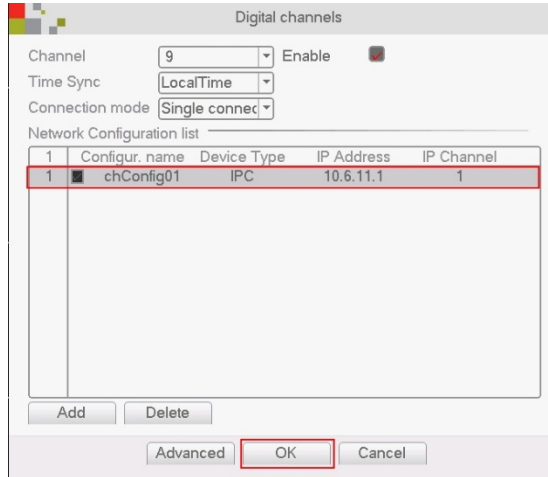 Digital channels
Channel 9 Enable
Time Sync LocalTime
Connection mode Single connec
Network Configuration list
1 Configur. name Device Type IP Address IP Channel
1 chConfig01 IPC 10.6.11.1 1
Add Delete
Advanced OK Cancel